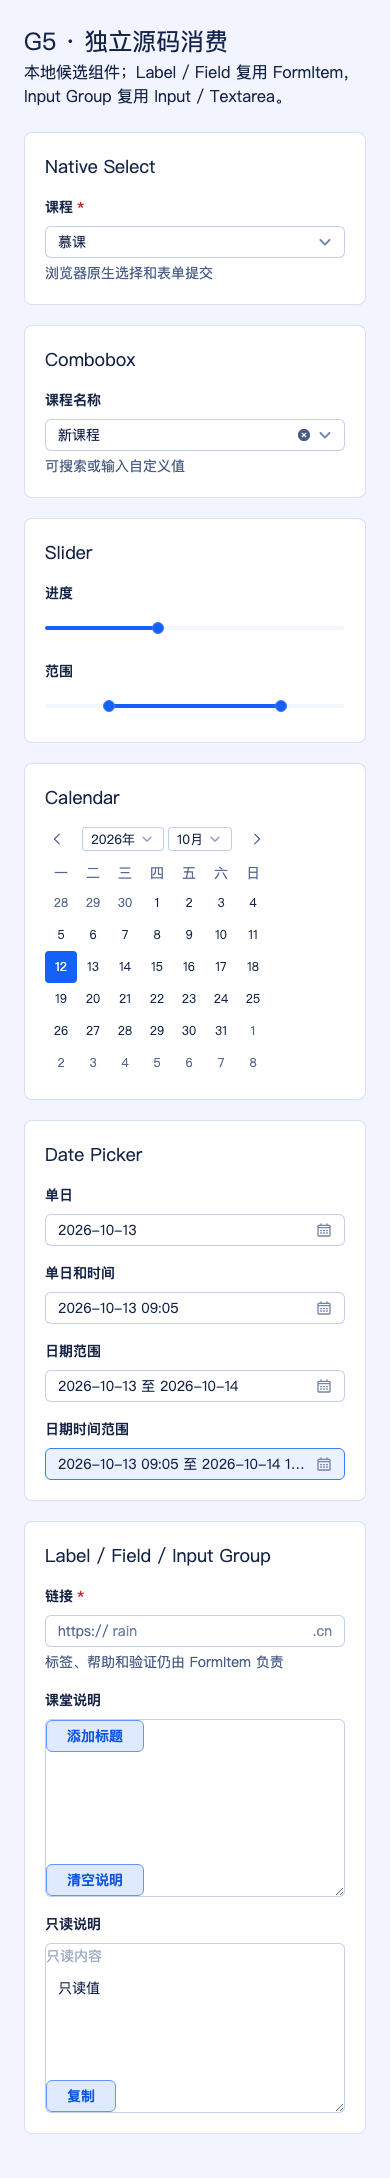 G5 · 独立源码消费
本地候选组件；Label / Field 复用 FormItem，
Input Group 复用 Input / Textarea。
Native Select
课程 *
慕课
浏览器原生选择和表单提交
Combobox
课程名称
新课程
可搜索或输入自定义值
Slider
进度
范围
Calendar
2026年 10月
一 二 三 四 五 六 日
28 29 30 1 2 3 4
5 6 7 8 9 10 11
12 13 14 15 16 17 18
19 20 21 22 23 24 25
26 27 28 29 30 31 1
2 3 4 5 6 7 8
Date Picker
单日
2026-10-13
单日和时间
2026-10-13 09:05
日期范围
2026-10-13 至 2026-10-14
日期时间范围
2026-10-13 09:05 至 2026-10-14 1...
Label / Field / Input Group
链接 *
https:// rain .cn
标签、帮助和验证仍由 FormItem 负责
课堂说明
添加标题
清空说明
只读说明
只读内容
只读值
复制